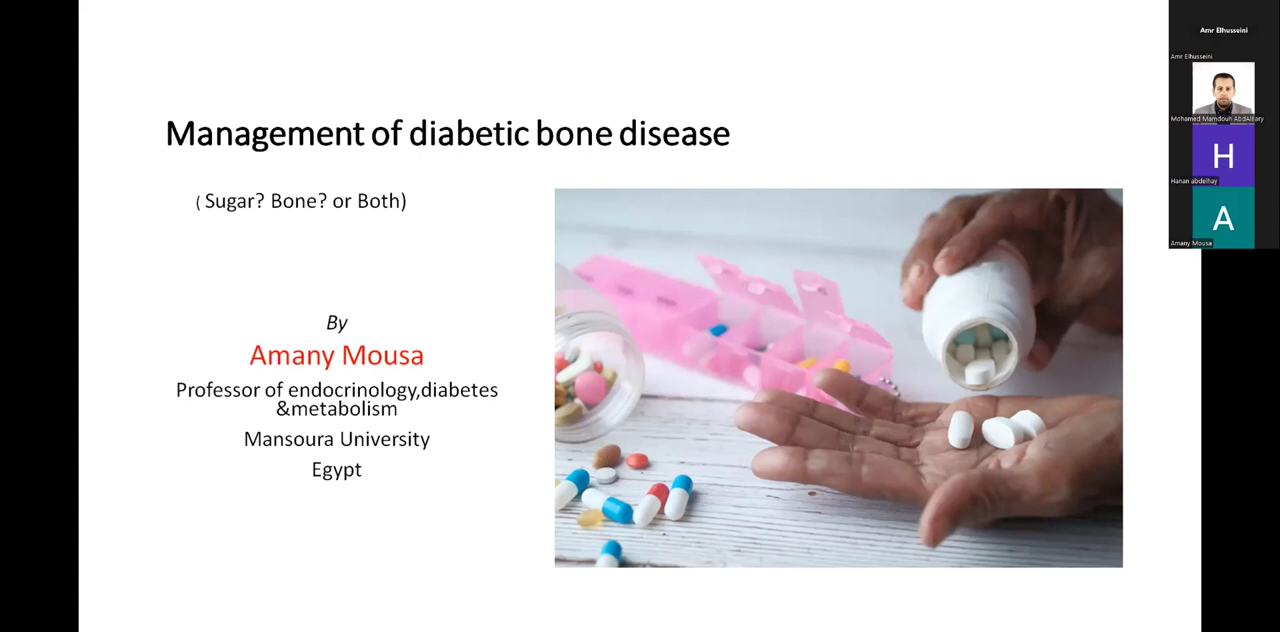 Management of diabetic bone disease
( Sugar? Bone? or Both)
By
Amany Mousa
Professor of endocrinology,diabetes
&metabolism
Mansoura University
Egypt
Amr Elhusseini
Amr Elhusseini
Mohamed Mamdouh AbdAlBary
H
Hanan abdelhay
A
Amany Mousa